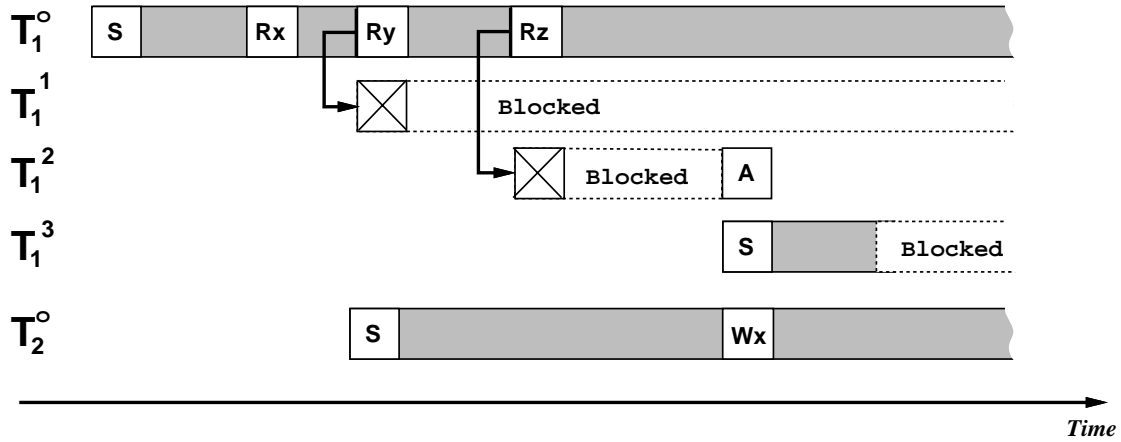 T₁° S Rx Ry Rz
T₁¹ Blocked
T₁² Blocked A
T₁³ S Blocked
T₂° S Wx
Time